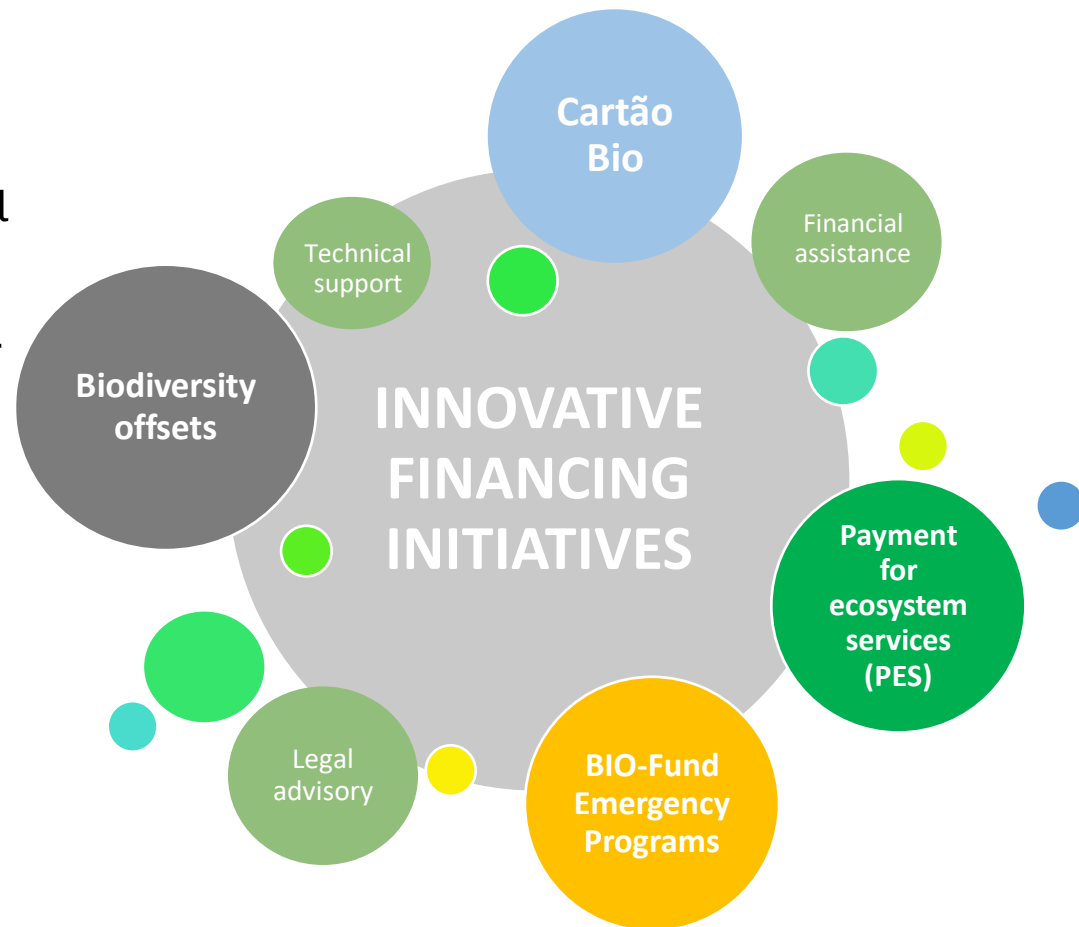 Cartão
Bio
Financial
assistance
Technical
support
Biodiversity
offsets
INNOVATIVE
FINANCING
INITIATIVES
Payment
for
ecosystem
services
(PES)
BIO-Fund
Emergency
Programs
Legal
advisory